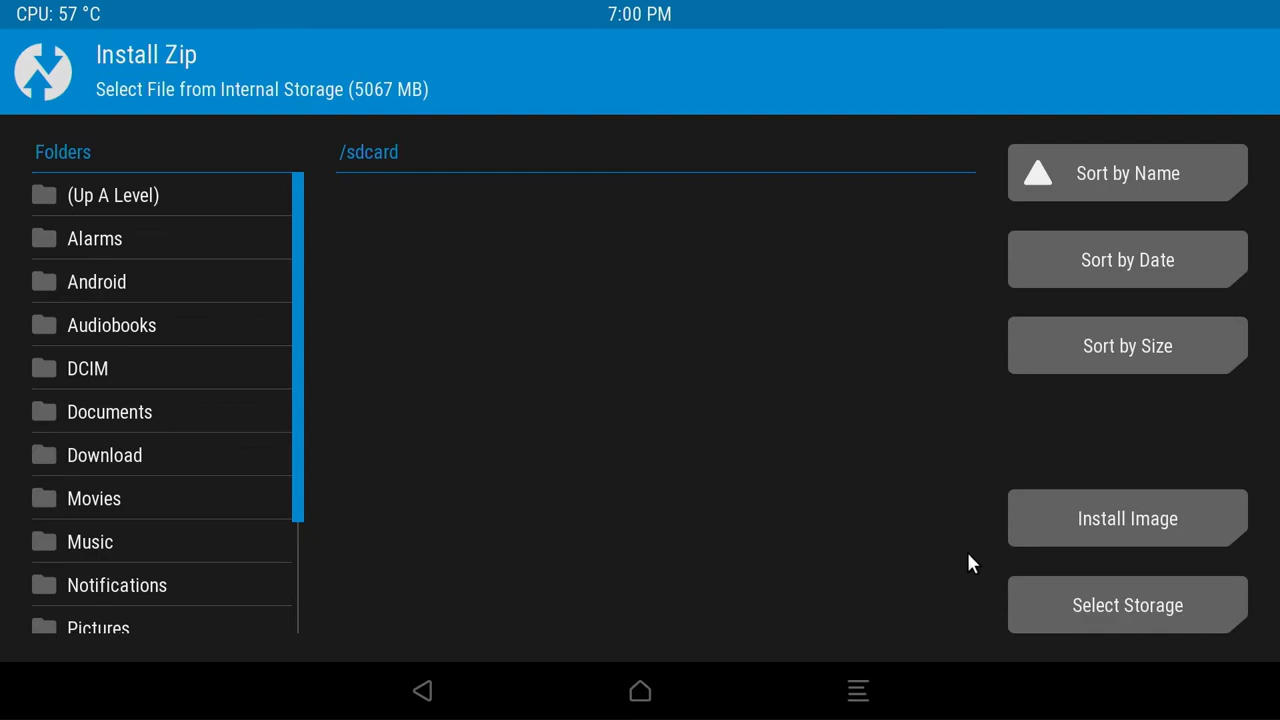 CPU: 57 °C
7:00 PM
Install Zip
Select File from Internal Storage (5067 MB)
Folders
(Up A Level)
Alarms
Android
Audiobooks
DCIM
Documents
Download
Movies
Music
Notifications
Pictures
/sdcard
Sort by Name
Sort by Date
Sort by Size
Install Image
Select Storage